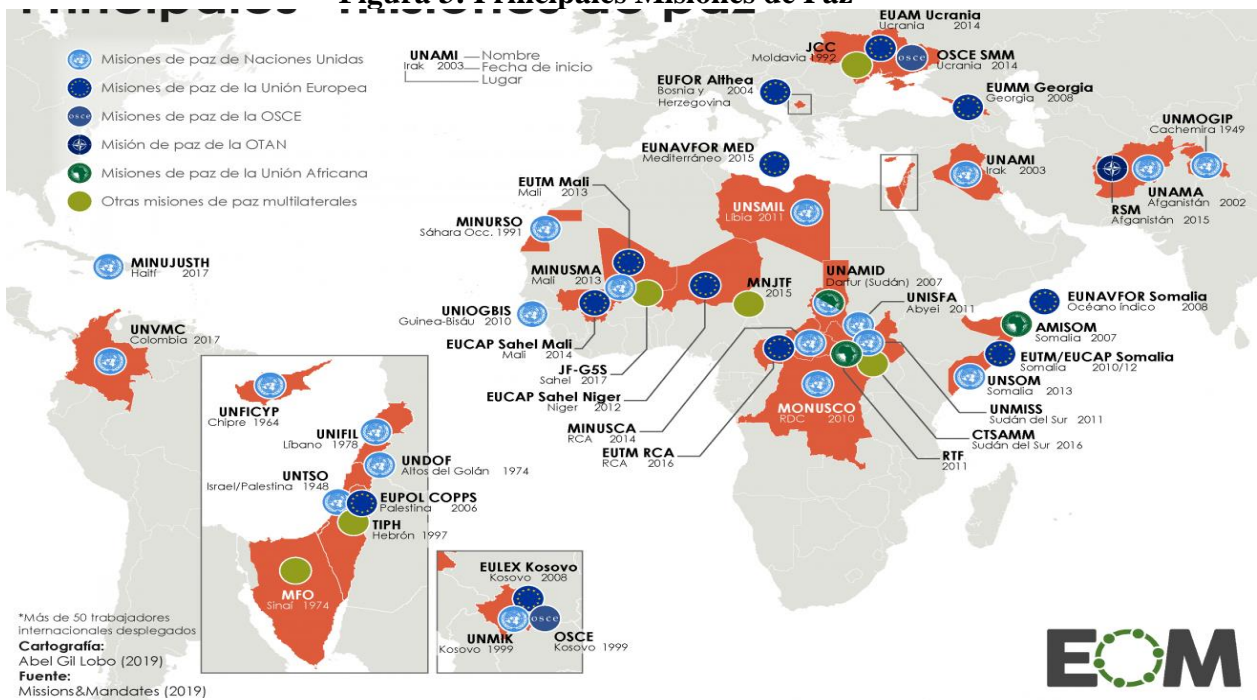 Principales misiones de paz
Figura 3. Principales Misiones de Paz
Misiones de paz de Naciones Unidas
Misiones de paz de la Unión Europea
Misiones de paz de la OSCE
Misión de paz de la OTAN
Misiones de paz de la Unión Africana
Otras misiones de paz multilaterales
UNAMI
Irak 2003
Nombre
Fecha de inicio
Lugar
EUAM Ucrania
Ucrania 2014
JCC
Moldavia 1992
osce
OSCE SMM
Ucrania 2014
EUFOR Althea
Bosnia y 2004
Herzegovina
EUMM Georgia
Georgia 2008
UNMOGIP
Cachemira 1949
EUNAVFOR MED
Mediterráneo 2015
UNAMI
Irak 2003
UNAMA
Afganistán 2002
RSM
Afganistán 2015
EUTM Mali
Malí 2013
UNSMIL
Libia 2011
MINURSO
Sáhara Occ. 1991
MINUJUSTH
Haití 2017
MINUSMA
Malí 2013
MNJTF
2015
UNAMID
Darfur (Sudán) 2007
UNIOGBIS
Guinea-Bisáu 2010
UNISFA
Abyei 2011
EUNAVFOR Somalia
Océano índico 2008
AMISOM
Somalia 2007
UNVMC
Colombia 2017
EUCAP Sahel Mali
Malí 2014
EUTM/EUCAP Somalia
Somalia 2010/12
JF-G5S
Sahel 2017
UNSOM
Somalia 2013
EUCAP Sahel Niger
Níger 2012
MONUSCO
RDC 2010
UNMISS
Sudán del Sur 2011
MINUSCA
RCA 2014
CTSAMM
Sudán del Sur 2016
EUTM RCA
RCA 2016
RTF
2011
UNFICYP
Chipre 1964
UNIFIL
Líbano 1978
UNDOF
Altos del Golán 1974
UNTSO
Israel/Palestina 1948
EUPOL COPPS
Palestina 2006
TIPH
Hebrón 1997
MFO
Sinaí 1974
EULEX Kosovo
Kosovo 2008
osce
UNMIK
Kosovo 1999
OSCE
Kosovo 1999
*Más de 50 trabajadores
internacionales desplegados
Cartografía:
Abel Gil Lobo (2019)
Fuente:
Missions&Mandates (2019)
EOM